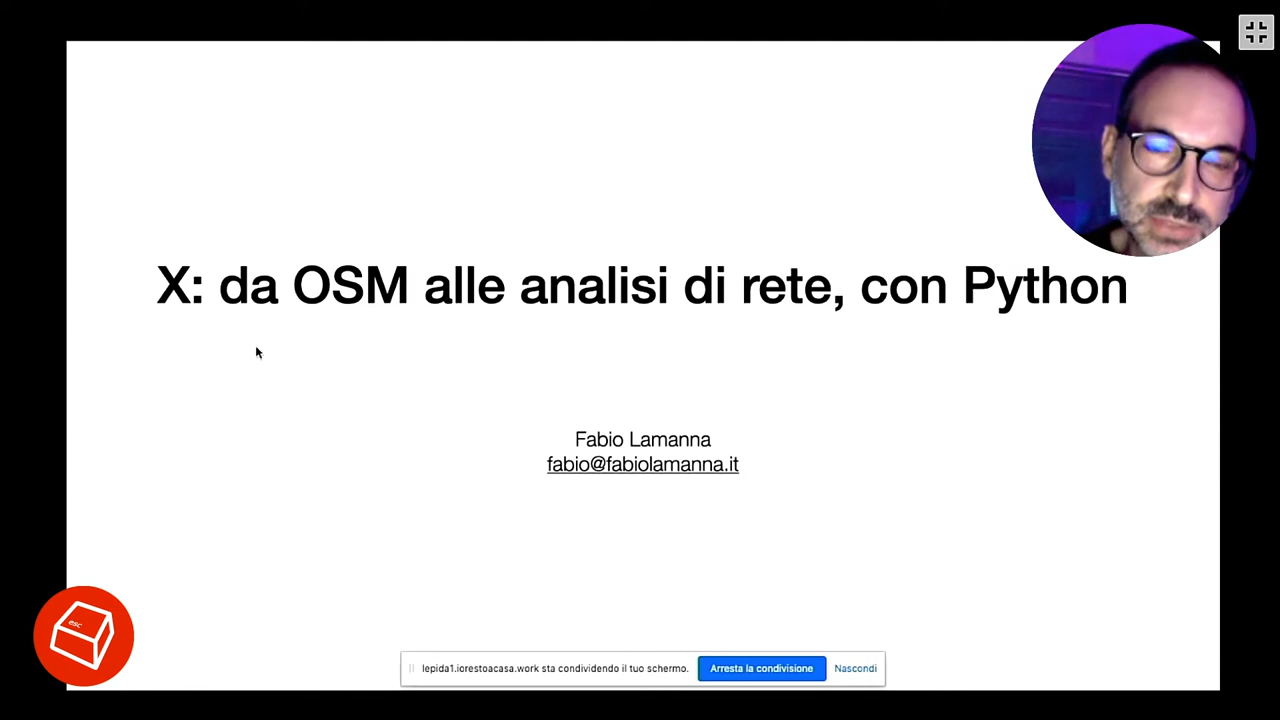 X: da OSM alle analisi di rete, con Python
Fabio Lamanna
fabio@fabiolamanna.it
esc
lepida1.iorestoacasa.work sta condividendo il tuo schermo.
Arresta la condivisione
Nascondi